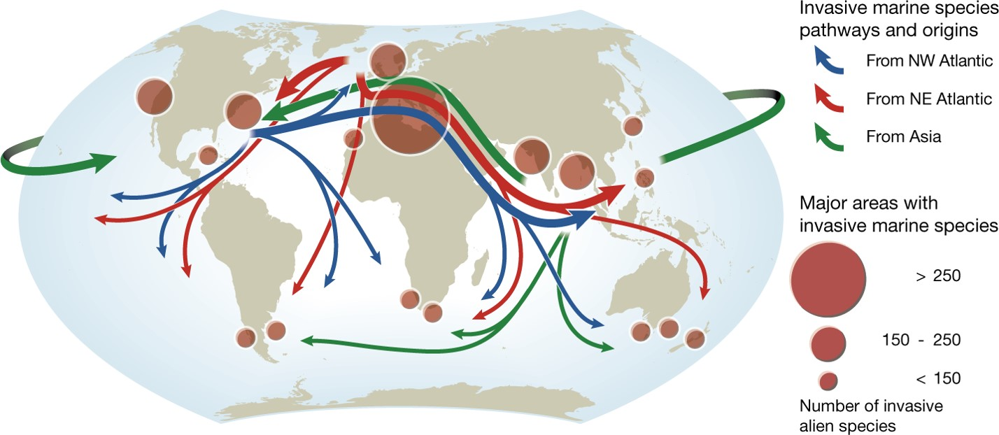 Invasive marine species
pathways and origins
From NW Atlantic
From NE Atlantic
From Asia
Major areas with
invasive marine species
> 250
150 - 250
< 150
Number of invasive
alien species